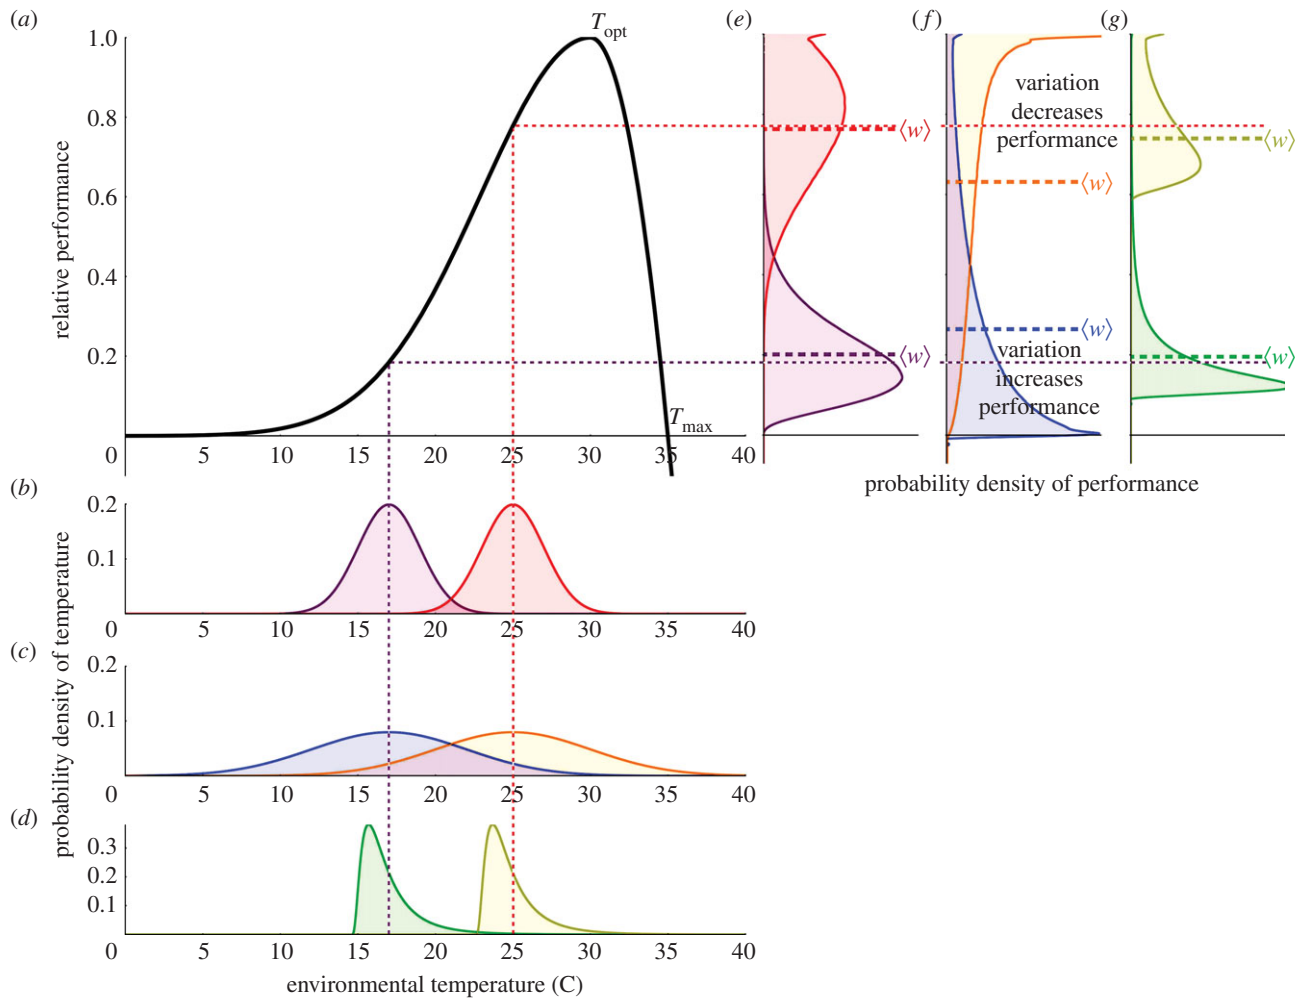 (a)
(e)
(f)
(g)
T_opt
1.0
0.8
0.6
0.4
0.2
relative performance
variation
decreases
performance
⟨w⟩
⟨w⟩
⟨w⟩
⟨w⟩
⟨w⟩
⟨w⟩
variation
increases
performance
T_max
0 5 10 15 20 25 30 35 40
probability density of performance
(b)
0.2
0.1
0 5 10 15 20 25 30 35 40
probability density of temperature
(c)
0.2
0.1
0 5 10 15 20 25 30 35 40
(d)
0.3
0.2
0.1
0 5 10 15 20 25 30 35 40
environmental temperature (C)